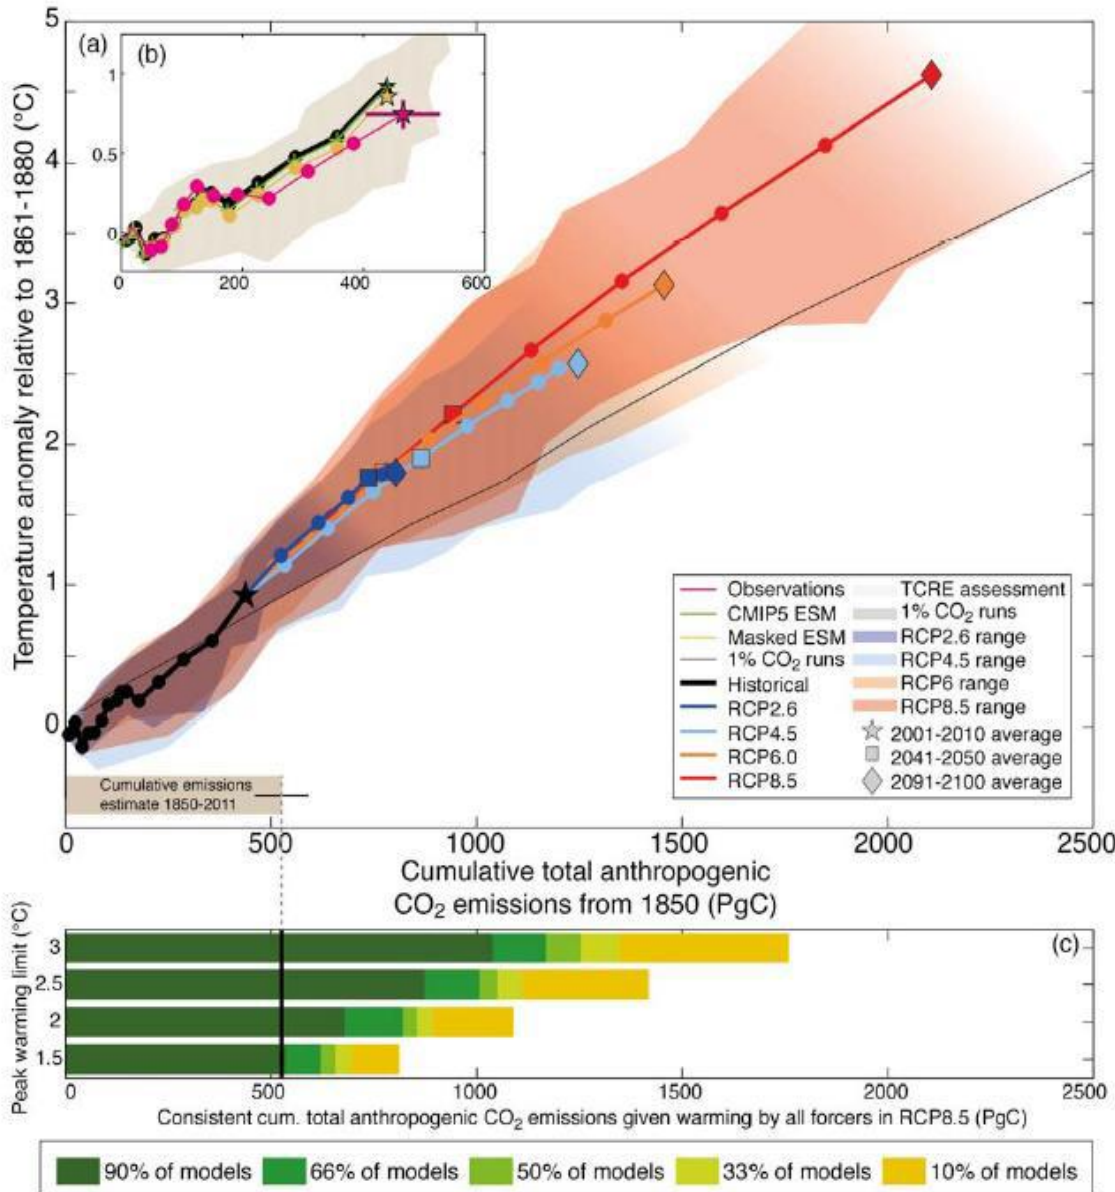 5
4
3
2
1
0
Temperature anomaly relative to 1861-1880 (°C)
(a)
(b)
1
0.5
0
0 200 400 600
Observations
CMIP5 ESM
Masked ESM
1% CO₂ runs
Historical
RCP2.6
RCP4.5
RCP6.0
RCP8.5
TCRE assessment
1% CO₂ runs
RCP2.6 range
RCP4.5 range
RCP6 range
RCP8.5 range
2001-2010 average
2041-2050 average
2091-2100 average
Cumulative emissions
estimate 1850-2011
0 500 1000 1500 2000 2500
Cumulative total anthropogenic
CO₂ emissions from 1850 (PgC)
Peak warming limit (°C)
(c)
3
2.5
2
1.5
0 500 1000 1500 2000 2500
Consistent cum. total anthropogenic CO₂ emissions given warming by all forcers in RCP8.5 (PgC)
90% of models 66% of models 50% of models 33% of models 10% of models